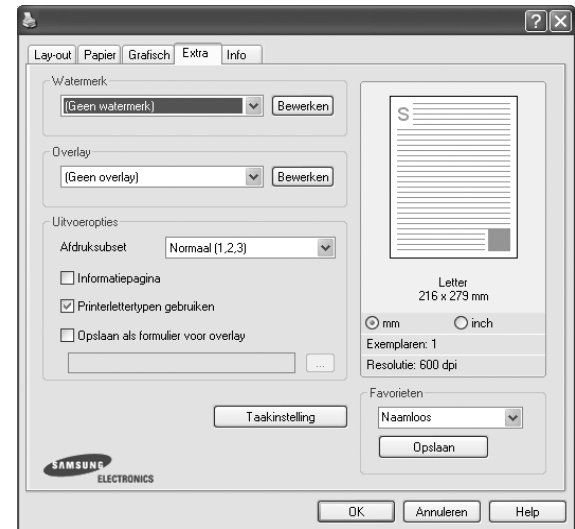 Lay-out Papier Grafisch Extra Info
Watermerk
(Geen watermerk) Bewerken
Overlay
(Geen overlay) Bewerken
Uitvoeropties
Afdruksubset Normaal (1,2,3)
Informatiepagina
Printerlettertypen gebruiken
Opslaan als formulier voor overlay
...
Taakinstelling
SAMSUNG
ELECTRONICS
S
Letter
216 x 279 mm
mm inch
Exemplaren: 1
Resolutie: 600 dpi
Favorieten
Naamloos
Opslaan
OK Annuleren Help